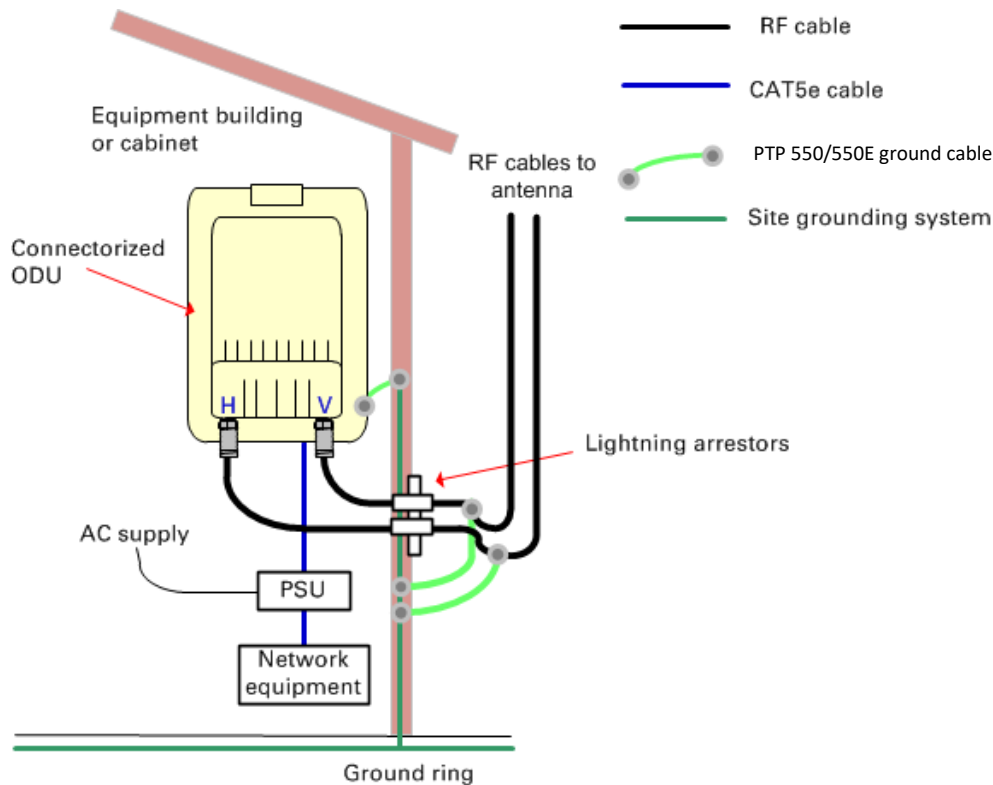 RF cable
CAT5e cable
PTP 550/550E ground cable
Site grounding system
Equipment building
or cabinet
RF cables to
antenna
Connectorized
ODU
H
V
Lightning arrestors
AC supply
PSU
Network
equipment
Ground ring